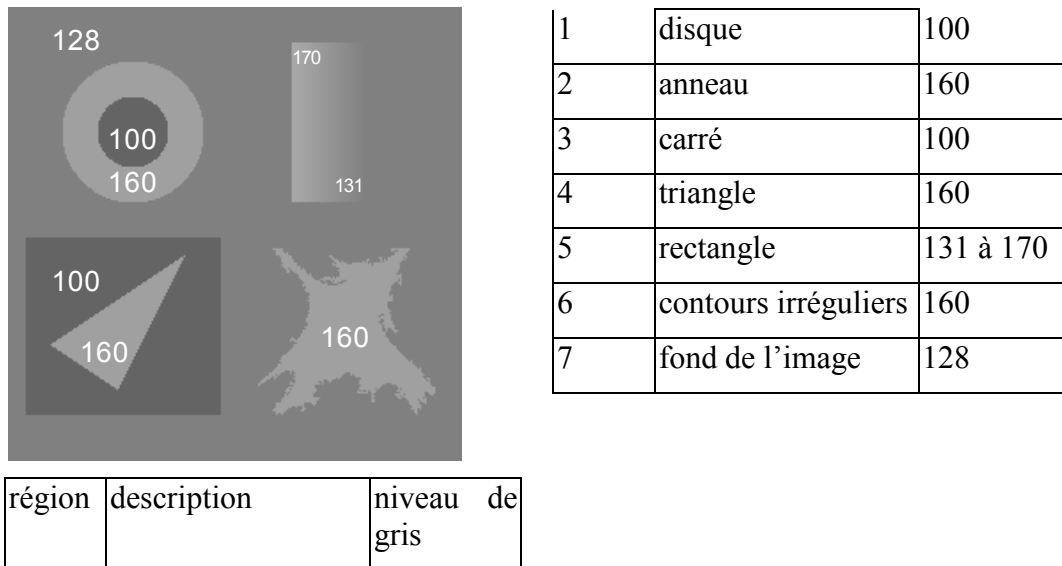 128
170
100
160
131
100
160
160
région description niveau de
gris
1 disque 100
2 anneau 160
3 carré 100
4 triangle 160
5 rectangle 131 à 170
6 contours irréguliers 160
7 fond de l’image 128